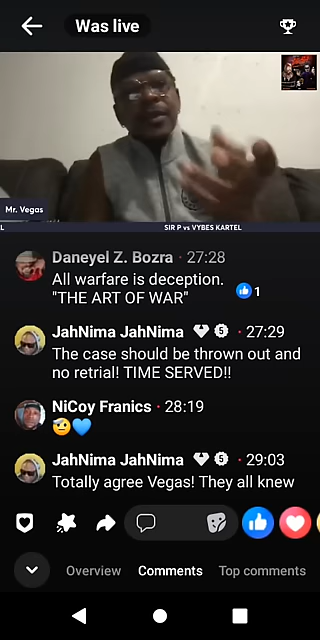 Was live
Mr. Vegas
L
SIR P vs VYBES KARTEL
Daneyel Z. Bozra · 27:28
All warfare is deception.
"THE ART OF WAR"
1
JahNima JahNima 5 · 27:29
The case should be thrown out and
no retrial! TIME SERVED!!
NiCoy Franics · 28:19
🫡💙
JahNima JahNima 5 · 29:03
Totally agree Vegas! They all knew
Overview
Comments
Top comments